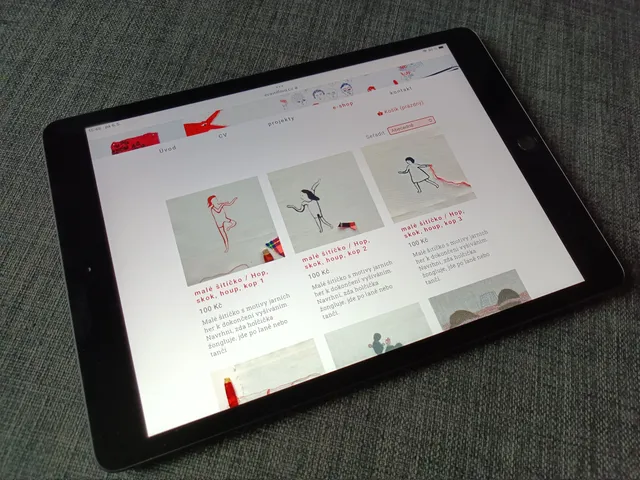 Úvod
CV
projekty
e-shop
kontakt
Košík (prázdný)
Seřadit
malé šitíčko / Hop,
skok, houp, kop 1
100 Kč
Malé šitíčko s motivy jarních
her k dokončení vyšíváním.
Navrhni, zda holčička
žongluje, jde po laně nebo
tančí
malé šitíčko / Hop,
skok, houp, kop 2
100 Kč
Malé šitíčko s motivy jarních
her k dokončení vyšíváním.
Navrhni, zda holčička
žongluje, jde po laně nebo
tančí
malé šitíčko / Hop,
skok, houp, kop 3
100 Kč
Malé šitíčko s motivy jarních
her k dokončení vyšíváním.
Navrhni, zda holčička
žongluje, jde po laně nebo
tančí